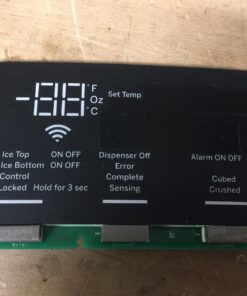 -88 °F
Oz
°C
Set Temp
Ice Top ON OFF
Ice Bottom ON OFF
Control
Locked Hold for 3 sec
Dispenser Off
Error
Complete
Sensing
Alarm ON OFF
Cubed
Crushed